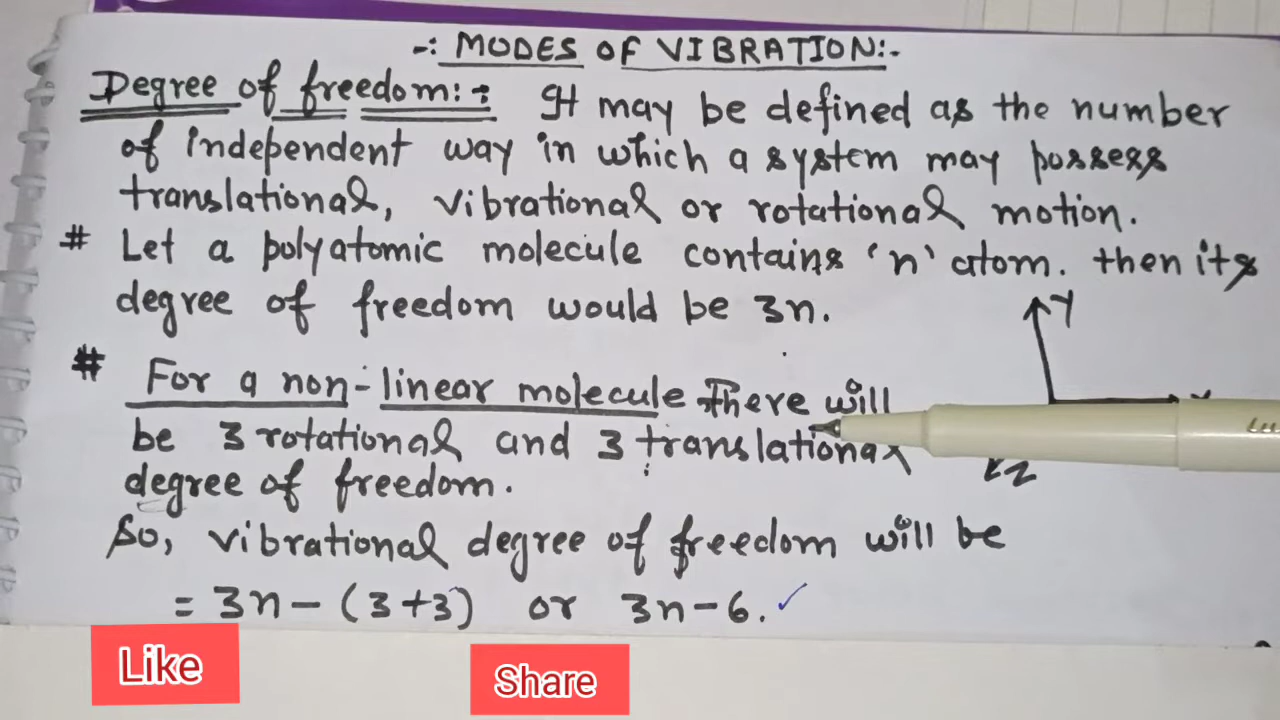 -: MODES OF VIBRATION:-
Degree of freedom: : It may be defined as the number
of independent way in which a system may possess
translational, vibrational or rotational motion.
# Let a polyatomic molecule contains 'n' atom. then its
degree of freedom would be 3n.
Y
# For a non-linear molecule There will
be 3 rotational and 3 translational
Z
degree of freedom.
So, vibrational degree of freedom will be
= 3n - (3+3) or 3n-6. ✓
Like
Share